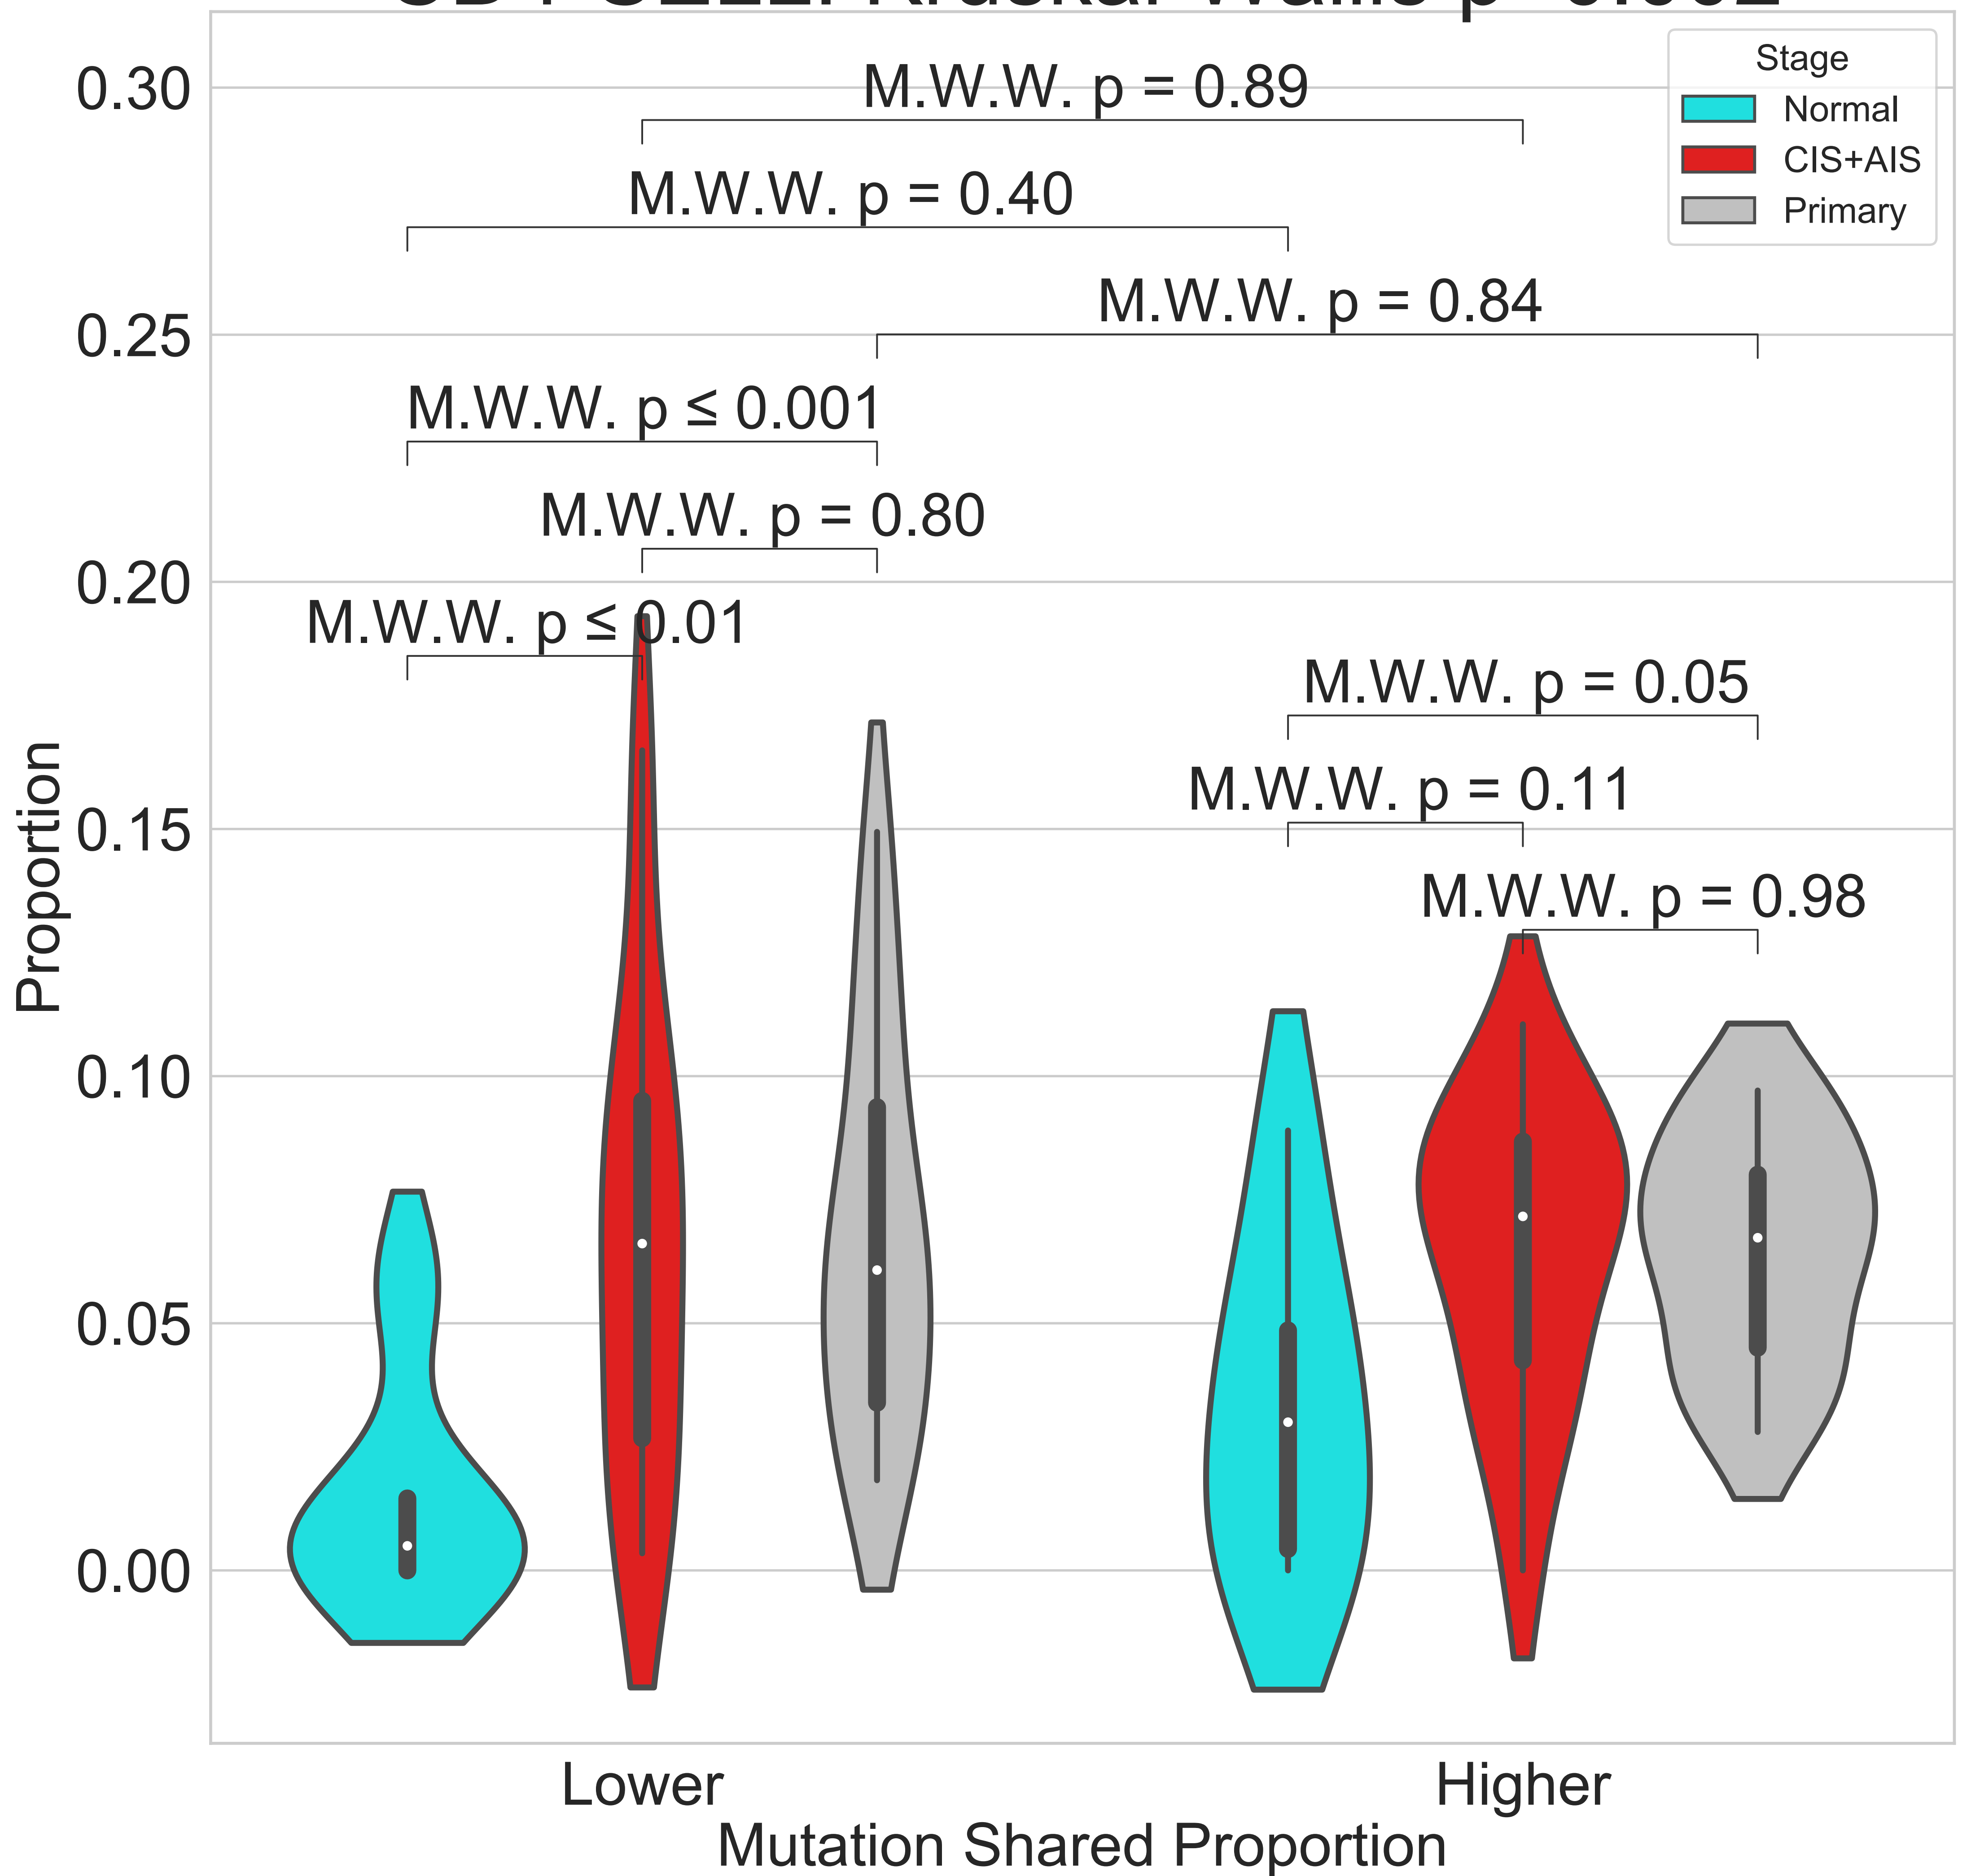 Stage
Normal
CIS+AIS
Primary
M.W.W. p = 0.89
M.W.W. p = 0.40
M.W.W. p = 0.84
M.W.W. p ≤ 0.001
M.W.W. p = 0.80
M.W.W. p ≤ 0.01
M.W.W. p = 0.05
M.W.W. p = 0.11
M.W.W. p = 0.98
0.30
0.25
0.20
0.15
0.10
0.05
0.00
Proportion
Lower
Higher
Mutation Shared Proportion